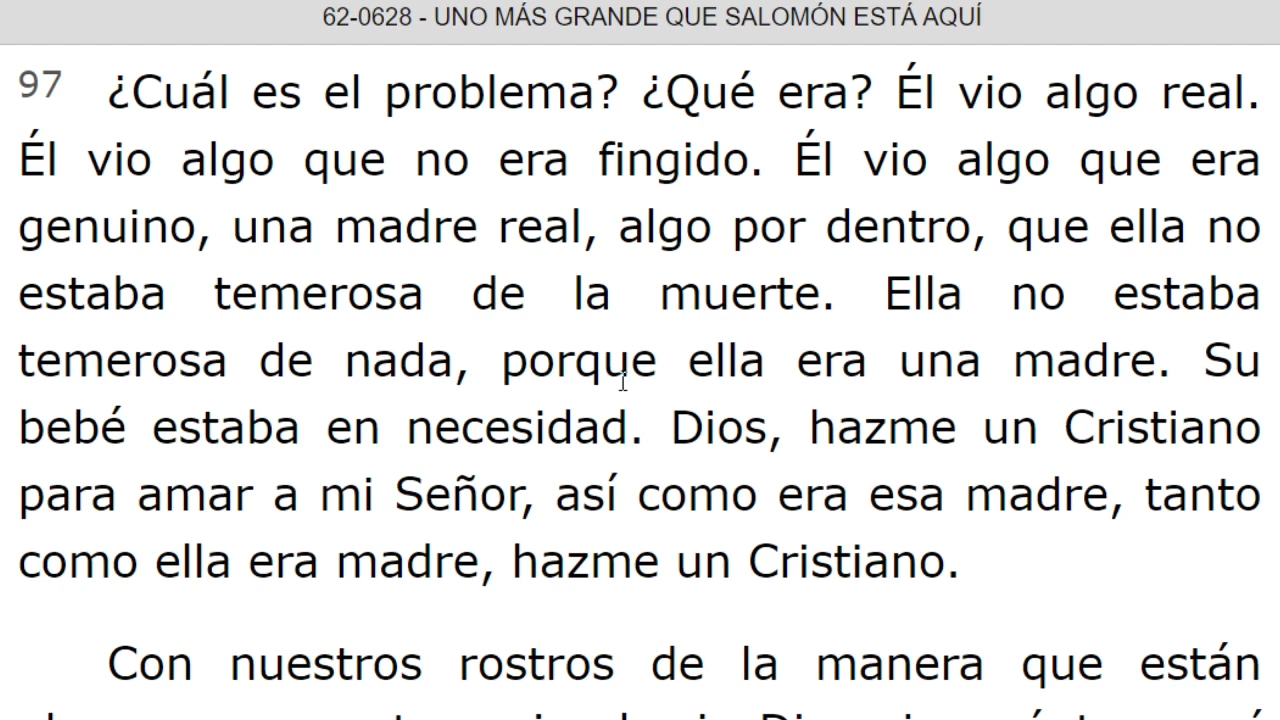 62-0628 - UNO MÁS GRANDE QUE SALOMÓN ESTÁ AQUÍ
97 ¿Cuál es el problema? ¿Qué era? Él vio algo real.
Él vio algo que no era fingido. Él vio algo que era
genuino, una madre real, algo por dentro, que ella no
estaba temerosa de la muerte. Ella no estaba
temerosa de nada, porque ella era una madre. Su
bebé estaba en necesidad. Dios, hazme un Cristiano
para amar a mi Señor, así como era esa madre, tanto
como ella era madre, hazme un Cristiano.
Con nuestros rostros de la manera que están